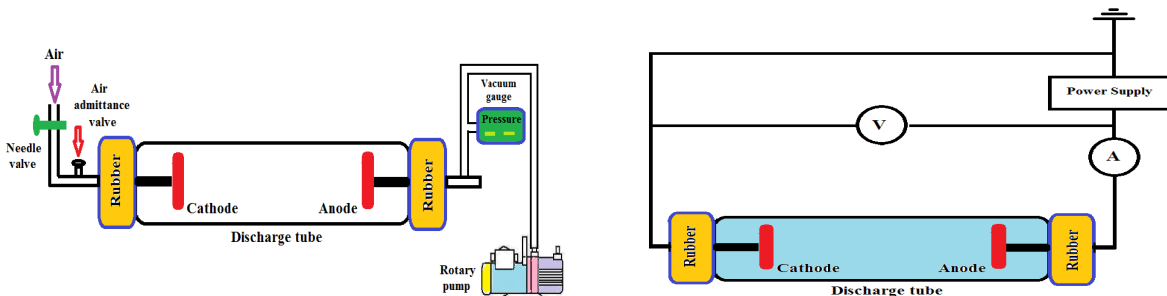 Air
Air
admittance
valve
Needle
valve
Rubber
Cathode
Anode
Rubber
Discharge tube
Vacuum
gauge
Pressure
Rotary
pump
Power Supply
V
A
Rubber
Cathode
Anode
Rubber
Discharge tube